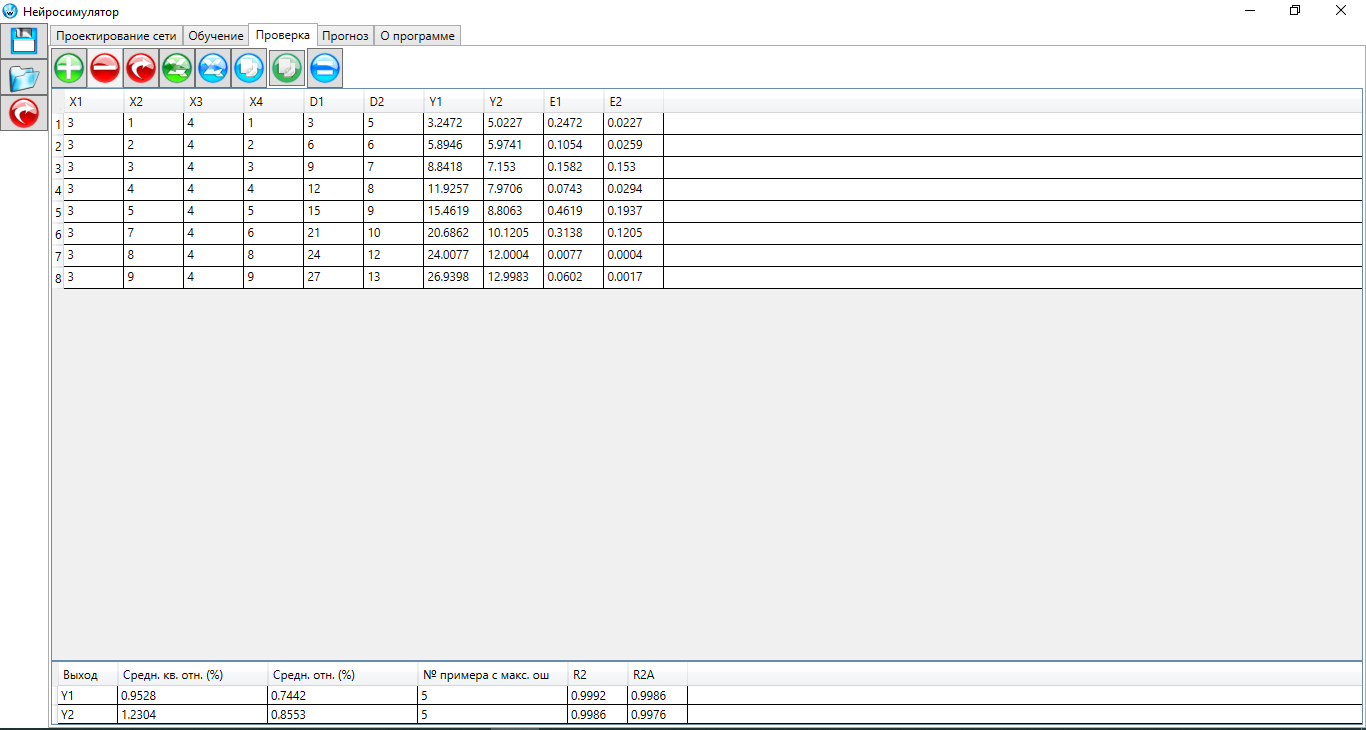 Нейросимулятор
Проектирование сети Обучение Проверка Прогноз О программе
X1 X2 X3 X4 D1 D2 Y1 Y2 E1 E2
1 3 1 4 1 3 5 3.2472 5.0227 0.2472 0.0227
2 3 2 4 2 6 6 5.8946 5.9741 0.1054 0.0259
3 3 3 4 3 9 7 8.8418 7.153 0.1582 0.153
4 3 4 4 4 12 8 11.9257 7.9706 0.0743 0.0294
5 3 5 4 5 15 9 15.4619 8.8063 0.4619 0.1937
6 3 7 4 6 21 10 20.6862 10.1205 0.3138 0.1205
7 3 8 4 8 24 12 24.0077 12.0004 0.0077 0.0004
8 3 9 4 9 27 13 26.9398 12.9983 0.0602 0.0017
Выход Средн. кв. отн. (%) Средн. отн. (%) № примера с макс. ош R2 R2A
Y1 0.9528 0.7442 5 0.9992 0.9986
Y2 1.2304 0.8553 5 0.9986 0.9976